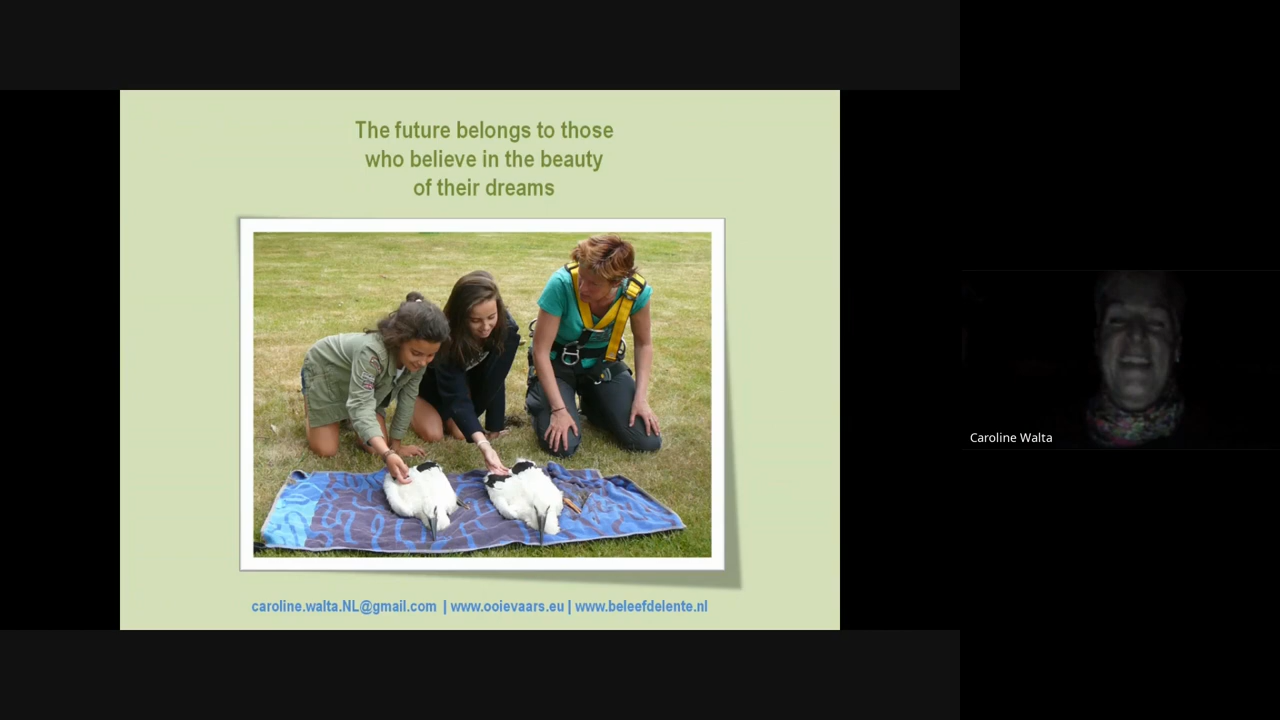 The future belongs to those
who believe in the beauty
of their dreams
caroline.walta.NL@gmail.com | www.ooievaars.eu | www.beleefdelente.nl
Caroline Walta